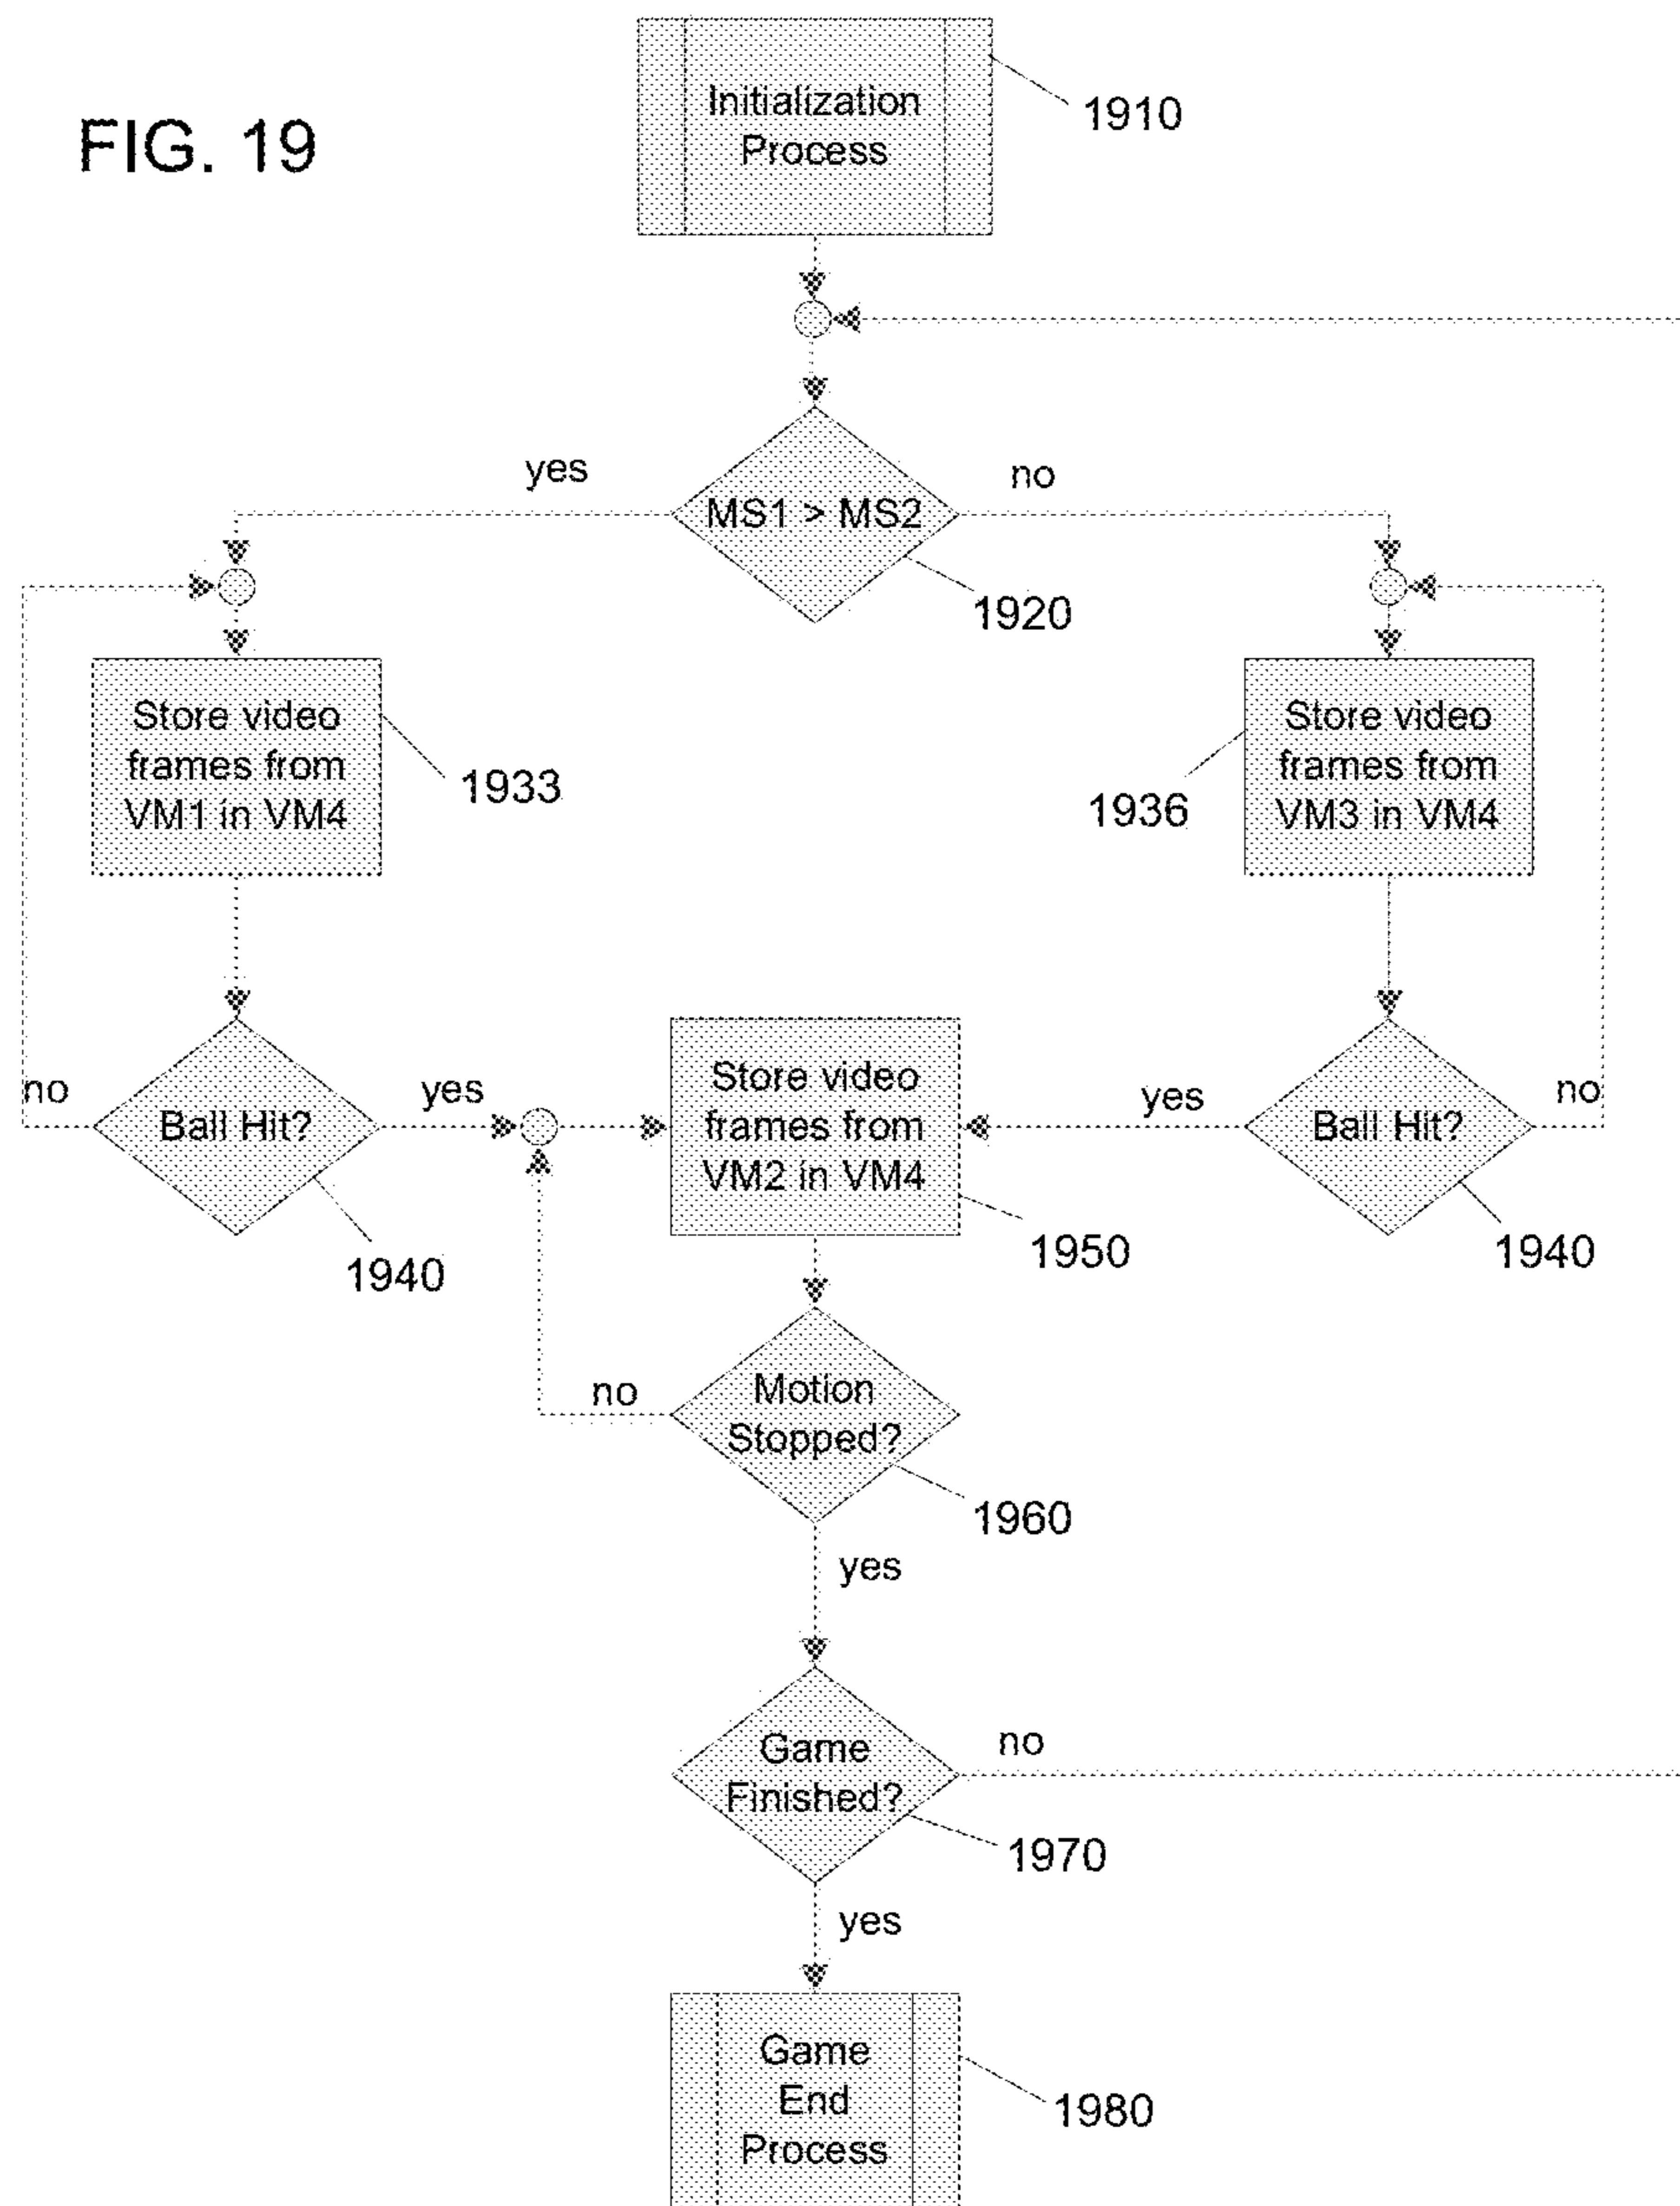 FIG. 19
Initialization
Process
1910
yes
no
MS1 > MS2
1920
Store video
frames from
VM1 in VM4
1933
Store video
frames from
VM3 in VM4
1936
no
Ball Hit?
yes
1940
Store video
frames from
VM2 in VM4
1950
yes
Ball Hit?
no
1940
no
Motion
Stopped?
1960
yes
Game
Finished?
no
1970
yes
Game
End
Process
1980